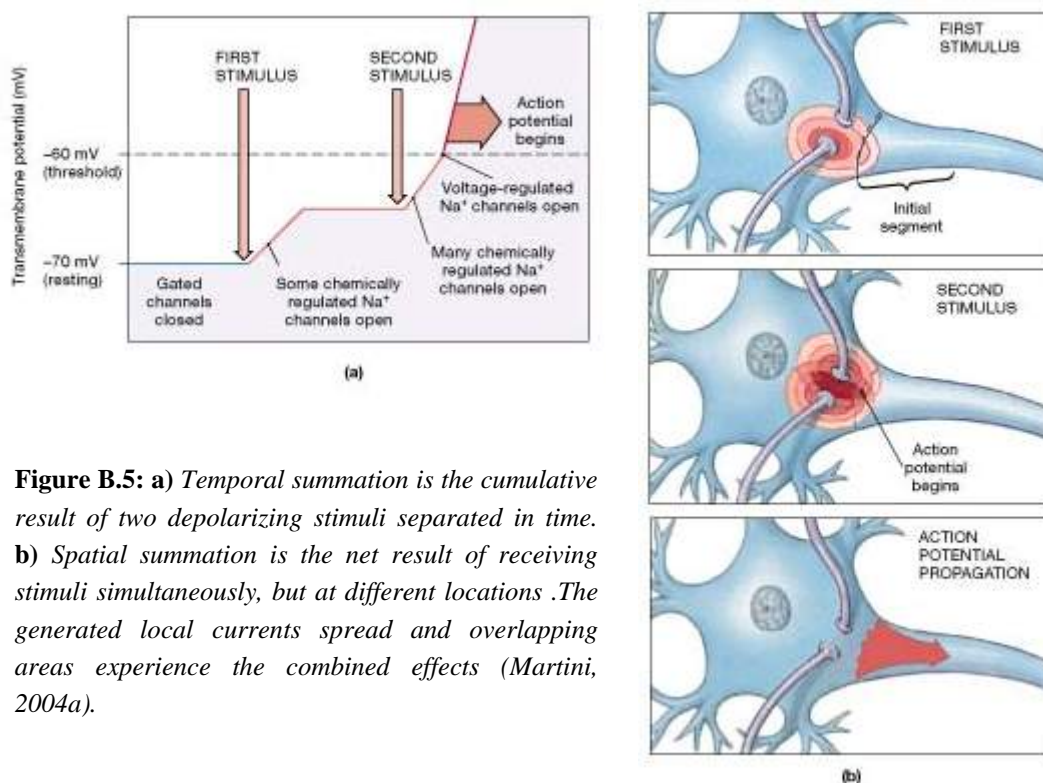 Transmembrane potential (mV)
FIRST
STIMULUS
SECOND
STIMULUS
Action
potential
begins
–60 mV
(threshold)
Voltage-regulated
Na+ channels open
–70 mV
(resting)
Gated
channels
closed
Some chemically
regulated Na+
channels open
Many chemically
regulated Na+
channels open
(a)
FIRST
STIMULUS
Initial
segment
SECOND
STIMULUS
Action
potential
begins
ACTION
POTENTIAL
PROPAGATION
(b)
Figure B.5: a) Temporal summation is the cumulative
result of two depolarizing stimuli separated in time.
b) Spatial summation is the net result of receiving
stimuli simultaneously, but at different locations .The
generated local currents spread and overlapping
areas experience the combined effects (Martini,
2004a).